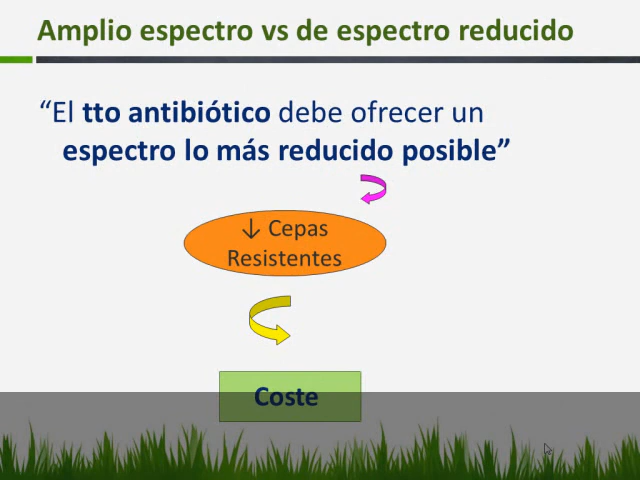 Amplio espectro vs de espectro reducido
“El tto antibiótico debe ofrecer un
espectro lo más reducido posible”
↓ Cepas
Resistentes
Coste